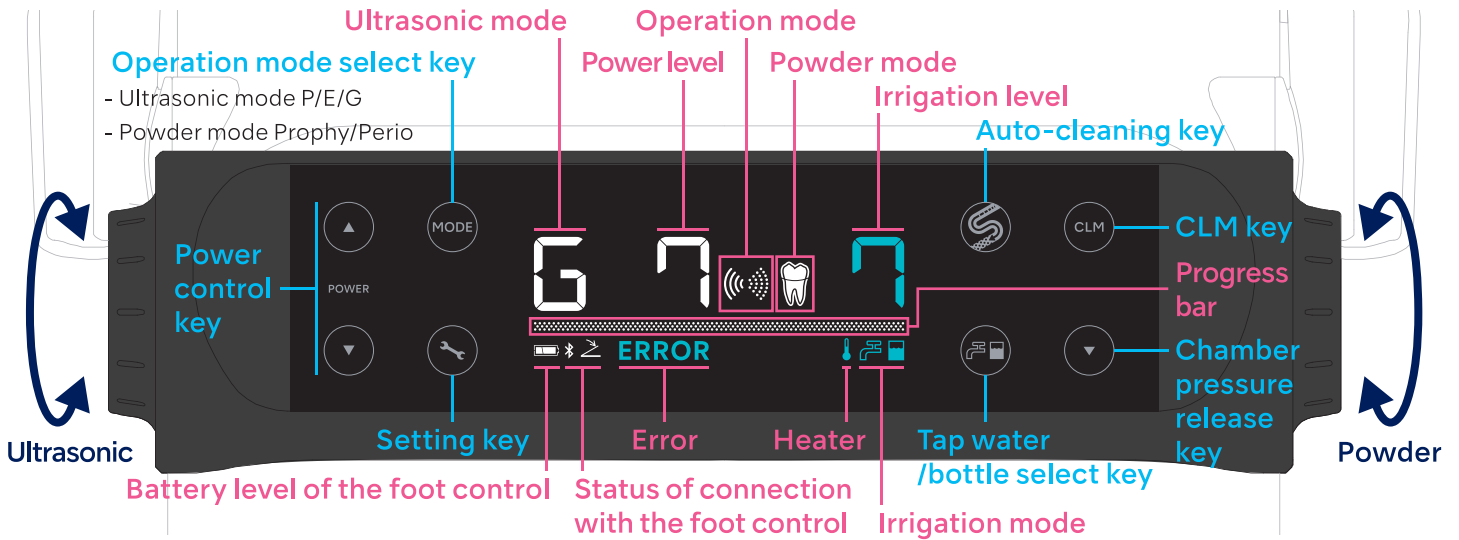 Ultrasonic mode
Operation mode
Operation mode select key
Power level
Powder mode
- Ultrasonic mode P/E/G
Irrigation level
- Powder mode Prophy/Perio
Auto-cleaning key
MODE
G 7
7
CLM
CLM key
Power
control
key
POWER
Progress
bar
ERROR
Chamber
pressure
release
key
Setting key
Error
Heater
Tap water
/bottle select key
Ultrasonic
Powder
Battery level of the foot control
Status of connection
with the foot control
Irrigation mode